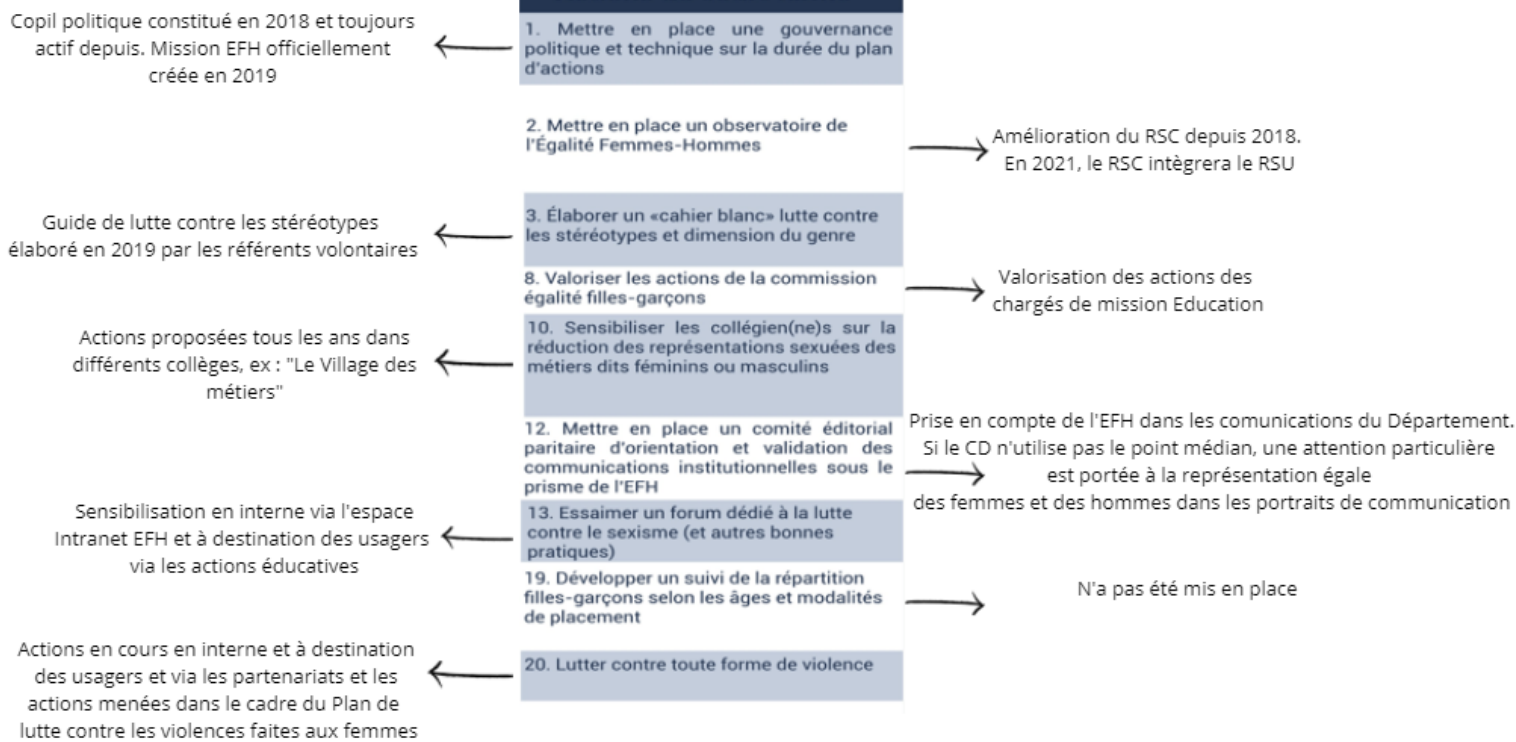 Copil politique constitué en 2018 et toujours
actif depuis. Mission EFH officiellement
créée en 2019
1. Mettre en place une gouvernance
politique et technique sur la durée du plan
d'actions
2. Mettre en place un observatoire de
l'Égalité Femmes-Hommes
Amélioration du RSC depuis 2018.
En 2021, le RSC intègrera le RSU
Guide de lutte contre les stéréotypes
élaboré en 2019 par les référents volontaires
3. Élaborer un «cahier blanc» lutte contre
les stéréotypes et dimension du genre
8. Valoriser les actions de la commission
égalité filles-garçons
Valorisation des actions des
chargés de mission Education
Actions proposées tous les ans dans
différents collèges, ex : "Le Village des
métiers"
10. Sensibiliser les collégien(ne)s sur la
réduction des représentations sexuées des
métiers dits féminins ou masculins
12. Mettre en place un comité éditorial
paritaire d'orientation et validation des
communications institutionnelles sous le
prisme de l'EFH
Prise en compte de l'EFH dans les comunications du Département.
Si le CD n'utilise pas le point médian, une attention particulière
est portée à la représentation égale
des femmes et des hommes dans les portraits de communication
Sensibilisation en interne via l'espace
Intranet EFH et à destination des usagers
via les actions éducatives
13. Essaimer un forum dédié à la lutte
contre le sexisme (et autres bonnes
pratiques)
19. Développer un suivi de la répartition
filles-garçons selon les âges et modalités
de placement
N'a pas été mis en place
Actions en cours en interne et à destination
des usagers et via les partenariats et les
actions menées dans le cadre du Plan de
lutte contre les violences faites aux femmes
20. Lutter contre toute forme de violence